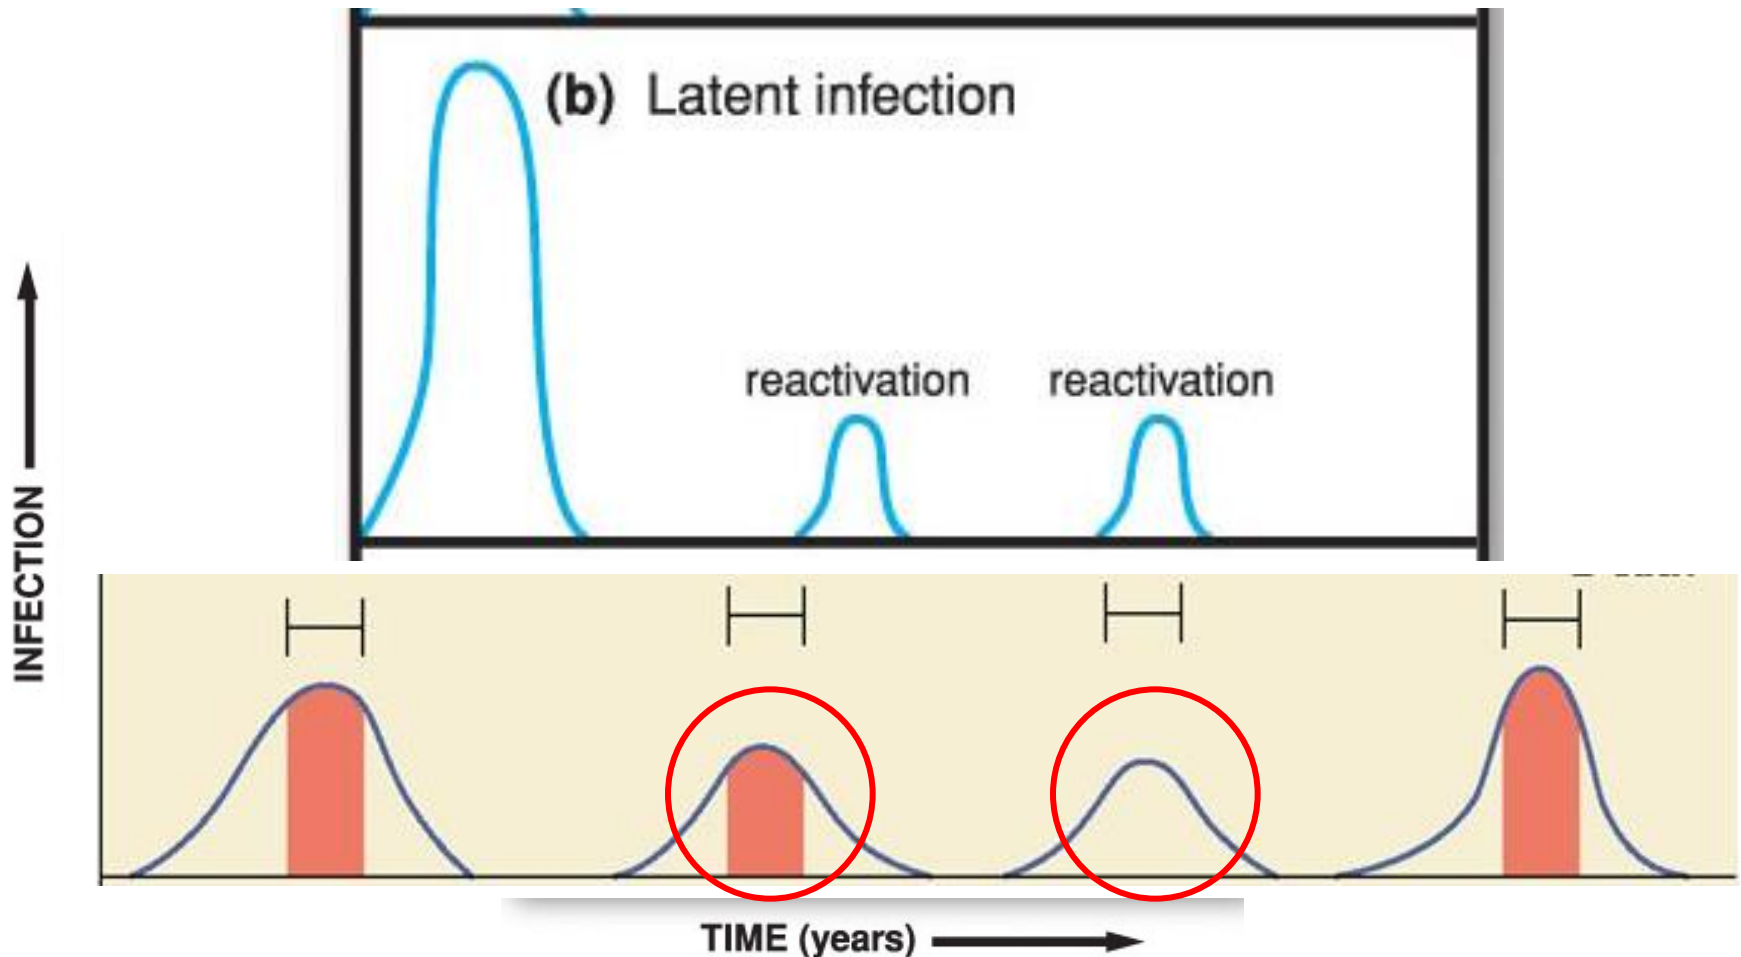 (b) Latent infection
reactivation reactivation
INFECTION
TIME (years)